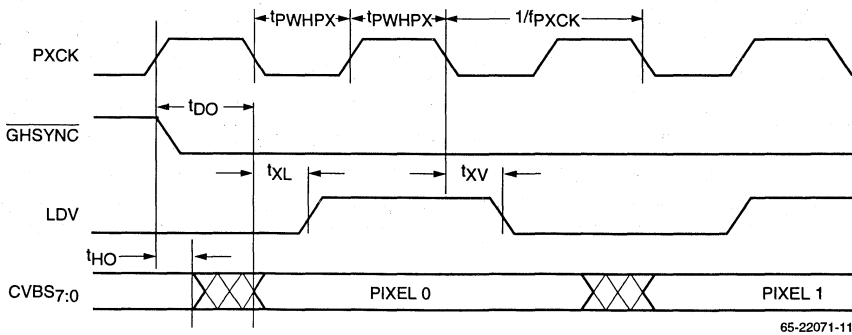 tPWHPX
tPWHPX
1/fPXCK
PXCK
tDO
GHSYNC
tXL
tXV
LDV
tHO
CVBS7:0
PIXEL 0
PIXEL 1
65-22071-11